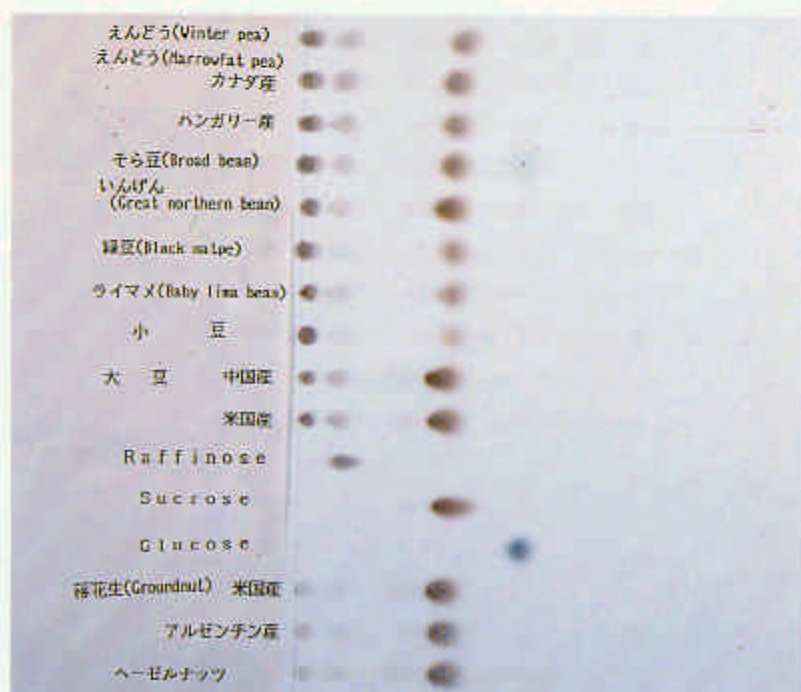 えんどう(Winter pea)
えんどう(Marrowfat pea)
カナダ産
ハンガリー産
そら豆(Broad bean)
いんげん
(Great northern bean)
緑豆(Black matpe)
ライマメ(Baby lima bean)
小 豆
大 豆 中国産
米国産
Raffinose
Sucrose
Glucose
落花生(Groundnut) 米国産
アルゼンチン産
ヘーゼルナッツ